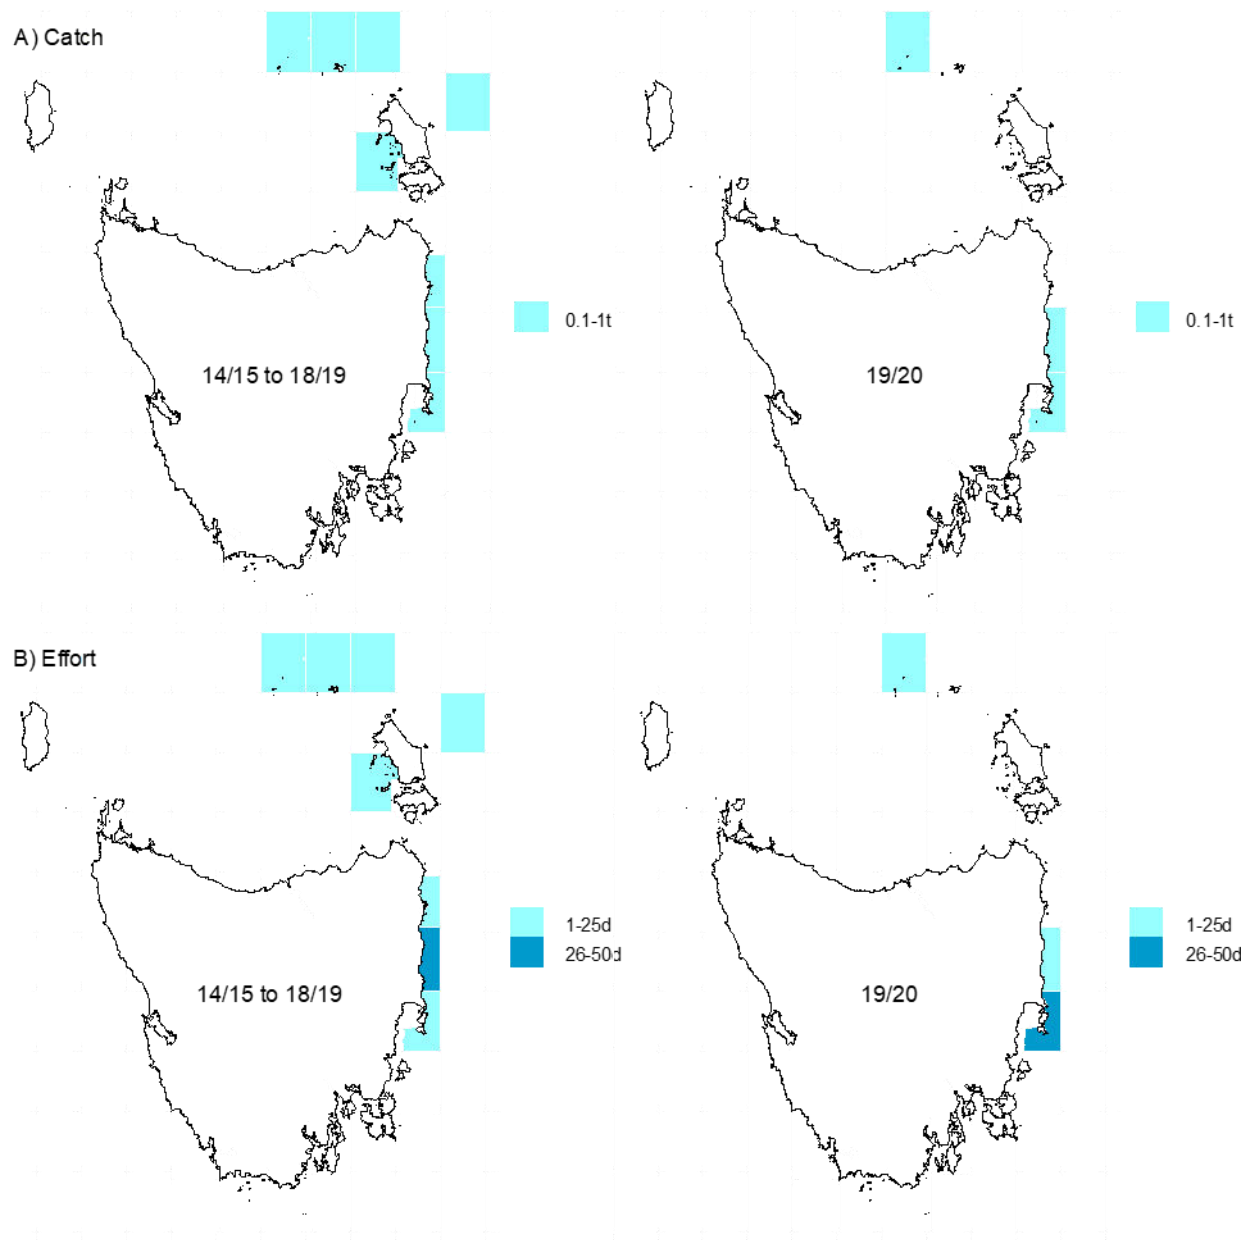 A) Catch
0.1-1t
14/15 to 18/19
0.1-1t
19/20
B) Effort
1-25d
26-50d
14/15 to 18/19
1-25d
26-50d
19/20